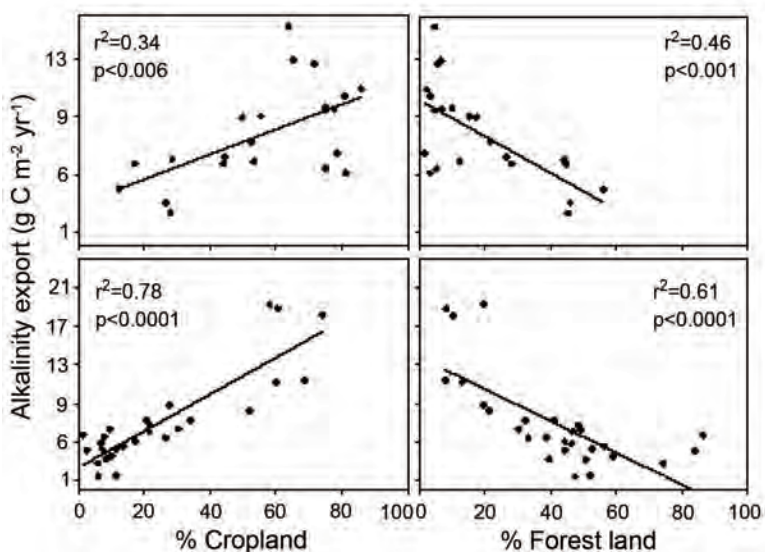 r²=0.34
p<0.006
r²=0.46
p<0.001
13
9
6
1
Alkalinity export (g C m⁻² yr⁻¹)
r²=0.78
p<0.0001
r²=0.61
p<0.0001
21
17
13
9
6
1
0 20 40 60 80 100 20 40 60 80 100
% Cropland % Forest land